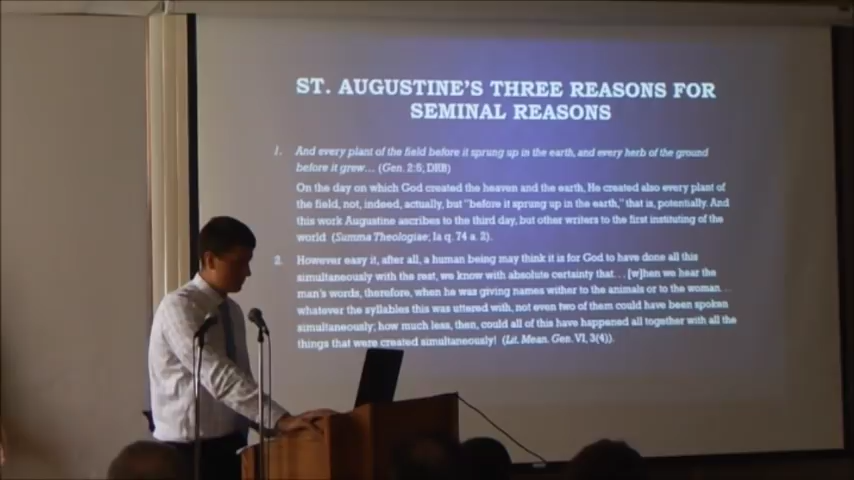 ST. AUGUSTINE'S THREE REASONS FOR
SEMINAL REASONS
1. And every plant of the field before it sprung up in the earth, and every herb of the ground
before it grew... (Gen. 2:5; DRB)
On the day on which God created the heaven and the earth, He created also every plant of
the field, not, indeed, actually, but "before it sprung up in the earth," that is, potentially. And
this work Augustine ascribes to the third day, but other writers to the first instituting of the
world (Summa Theologiae; Ia q. 74 a. 2).
2. However easy it, after all, a human being may think it is for God to have done all this
simultaneously with the rest, we know with absolute certainty that... [w]hen we hear the
man's words, therefore, when he was giving names wither to the animals or to the woman...
whatever the syllables this was uttered with, not even two of them could have been spoken
simultaneously; how much less, then, could all of this have happened all together with all the
things that were created simultaneously! (Lit. Mean. Gen. VI, 3(4)).